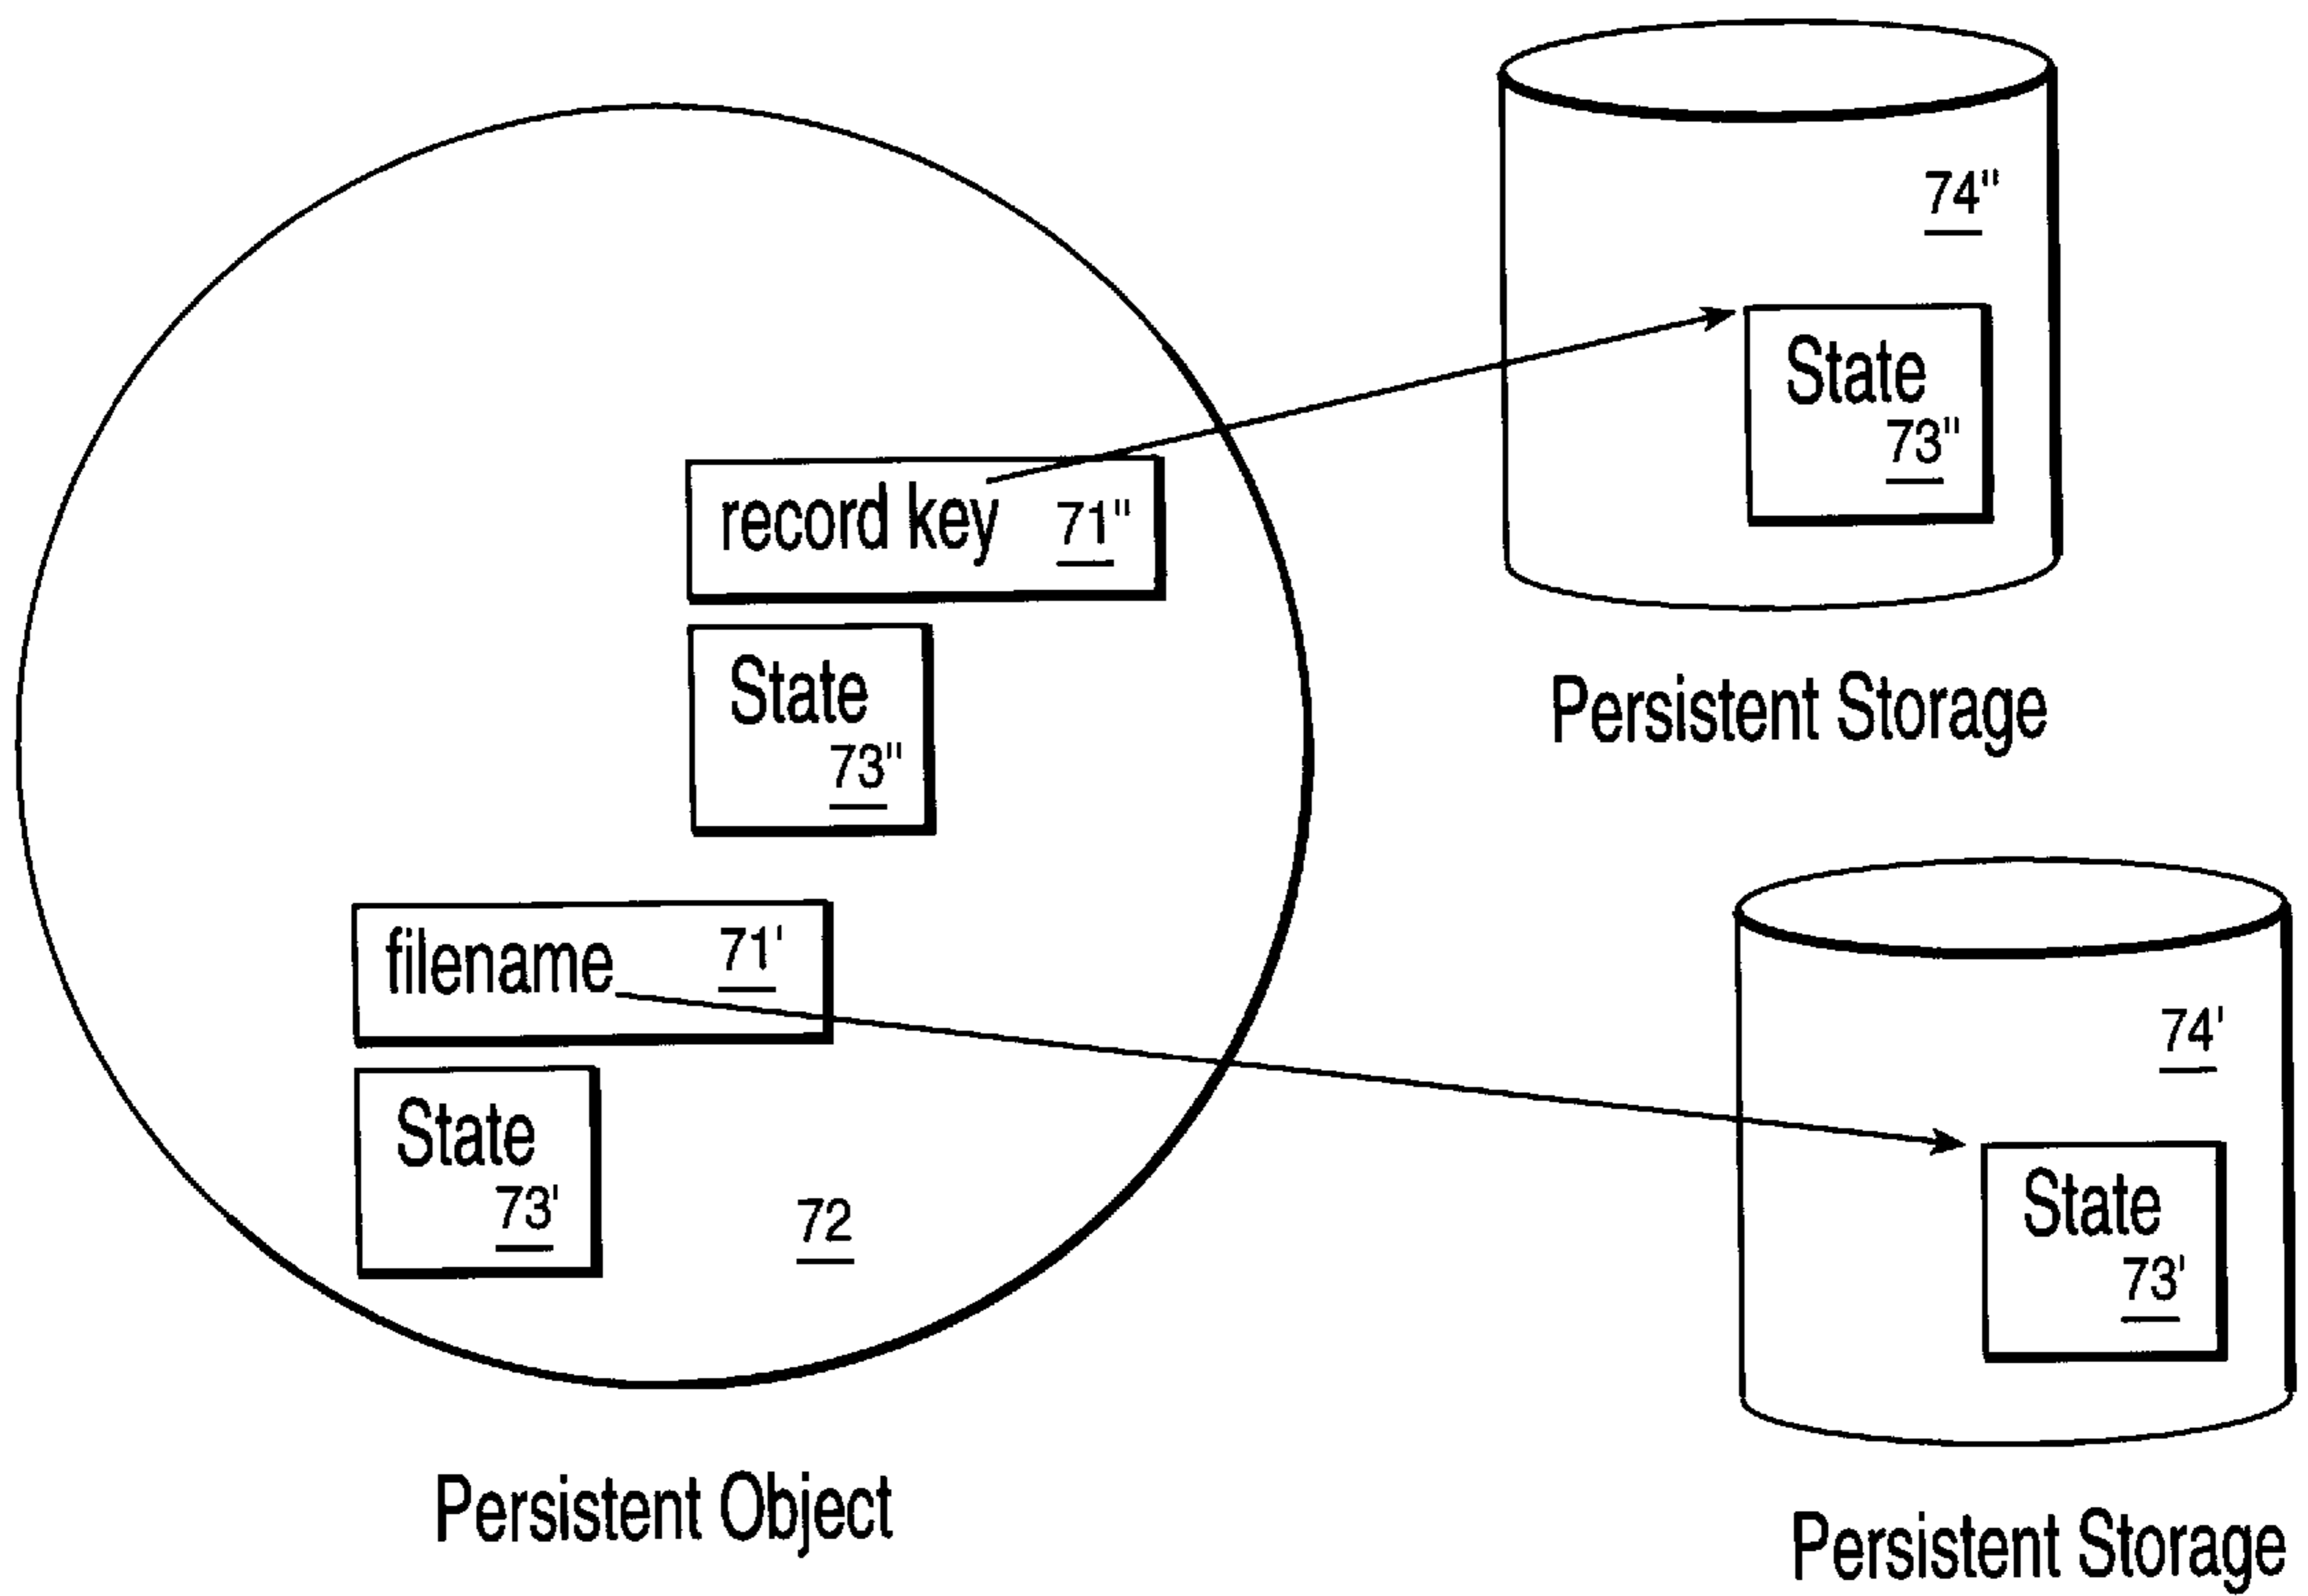 74"
State
73"
record key 71"
State
73"
Persistent Storage
filename 71'
State
73'
72
74'
State
73'
Persistent Object
Persistent Storage